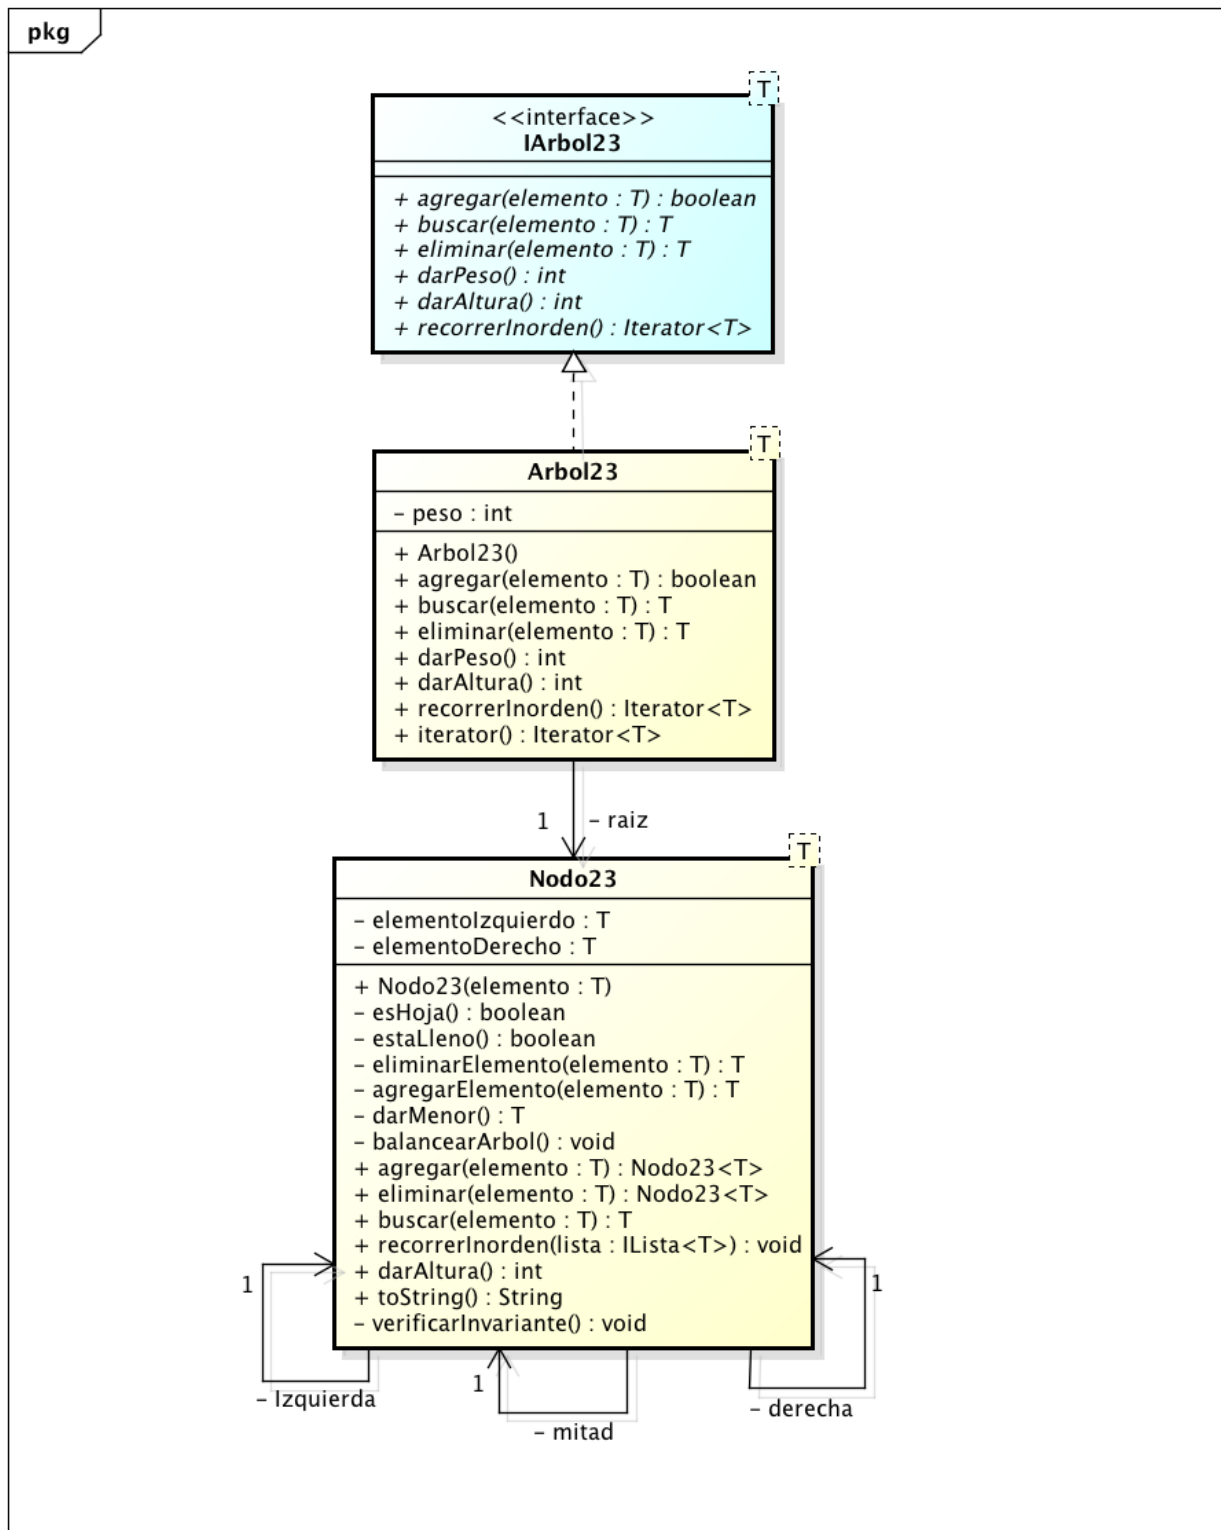 pkg
T
<<interface>>
IArbol23
+ agregar(elemento : T) : boolean
+ buscar(elemento : T) : T
+ eliminar(elemento : T) : T
+ darPeso() : int
+ darAltura() : int
+ recorrerInorden() : Iterator<T>
T
Arbol23
- peso : int
+ Arbol23()
+ agregar(elemento : T) : boolean
+ buscar(elemento : T) : T
+ eliminar(elemento : T) : T
+ darPeso() : int
+ darAltura() : int
+ recorrerInorden() : Iterator<T>
+ iterator() : Iterator<T>
1
- raiz
T
Nodo23
- elementoIzquierdo : T
- elementoDerecho : T
+ Nodo23(elemento : T)
- esHoja() : boolean
- estaLleno() : boolean
- eliminarElemento(elemento : T) : T
- agregarElemento(elemento : T) : T
- darMenor() : T
- balancearArbol() : void
+ agregar(elemento : T) : Nodo23<T>
+ eliminar(elemento : T) : Nodo23<T>
+ buscar(elemento : T) : T
+ recorrerInorden(lista : ILista<T>) : void
+ darAltura() : int
+ toString() : String
- verificarInvariante() : void
1
1
1
- Izquierda
- mitad
- derecha